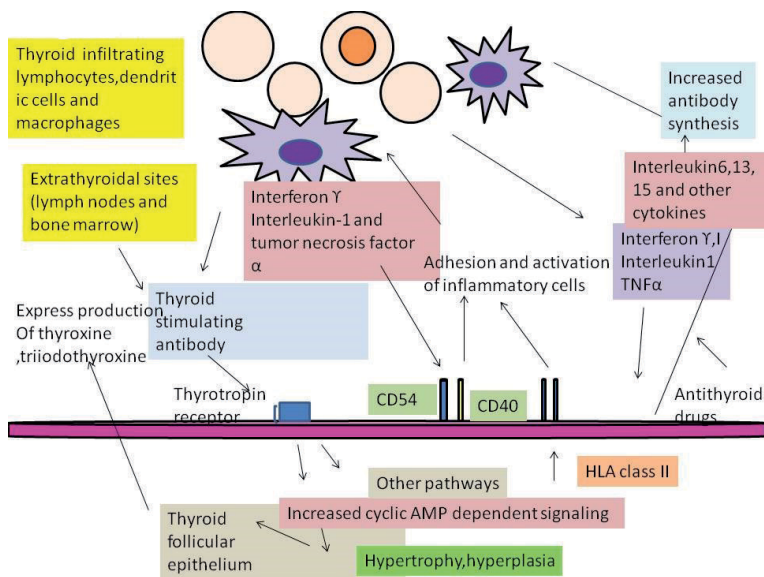 Thyroid infiltrating
lymphocytes,dendrit
ic cells and
macrophages
Increased
antibody
synthesis
Extrathyroidal sites
(lymph nodes and
bone marrow)
Interferon ϒ
Interleukin-1 and
tumor necrosis factor
α
Interleukin6,13,
15 and other
cytokines
Interferon ϒ,I
Interleukin1
TNFα
Adhesion and activation
of inflammatory cells
Thyroid
stimulating
antibody
Express production
Of thyroxine
,triiodothyroxine
Thyrotropin
receptor
CD54
CD40
Antithyroid
drugs
HLA class II
Other pathways
Increased cyclic AMP dependent signaling
Thyroid
follicular
epithelium
Hypertrophy,hyperplasia